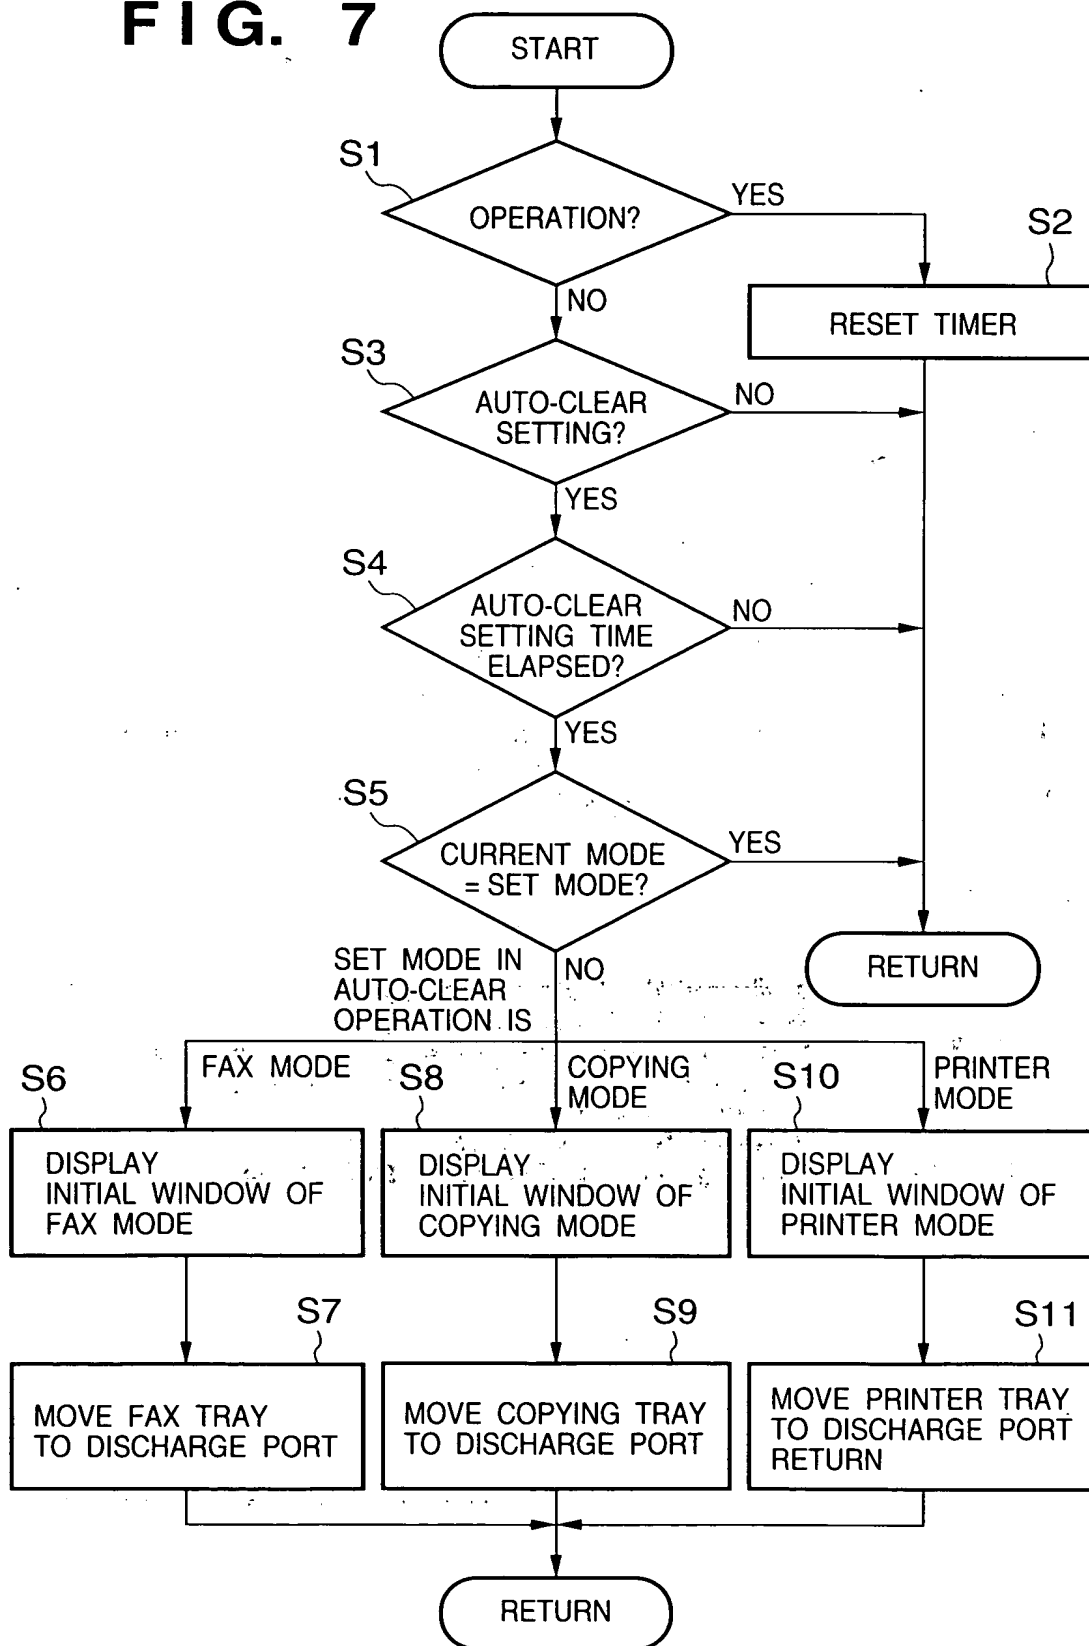 FIG. 7
START
S1
OPERATION?
YES
S2
RESET TIMER
NO
S3
AUTO-CLEAR
SETTING?
NO
YES
S4
AUTO-CLEAR
SETTING TIME
ELAPSED?
NO
YES
S5
CURRENT MODE
= SET MODE?
YES
RETURN
NO
SET MODE IN
AUTO-CLEAR
OPERATION IS
FAX MODE
COPYING
MODE
PRINTER
MODE
S6
DISPLAY
INITIAL WINDOW OF
FAX MODE
S8
DISPLAY
INITIAL WINDOW OF
COPYING MODE
S10
DISPLAY
INITIAL WINDOW OF
PRINTER MODE
S7
MOVE FAX TRAY
TO DISCHARGE PORT
S9
MOVE COPYING TRAY
TO DISCHARGE PORT
S11
MOVE PRINTER TRAY
TO DISCHARGE PORT
RETURN
RETURN